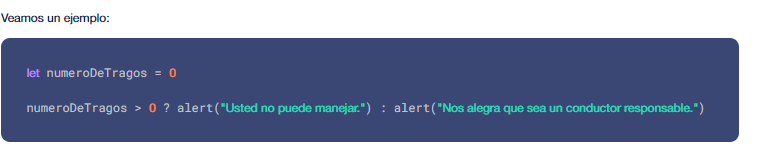 Veamos un ejemplo:
let numeroDeTragos = 0
numeroDeTragos > 0 ? alert("Usted no puede manejar.") : alert("Nos alegra que sea un conductor responsable.")